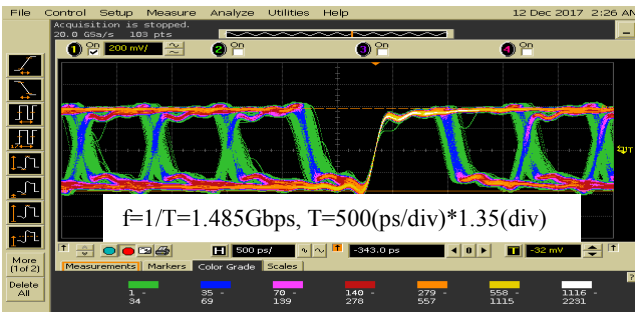 File Control Setup Measure Analyze Utilities Help 12 Dec 2017 2:26 AM
Acquisition is stopped.
20.0 GSa/s 103 pts
1 On 200 mV/ 2 On 3 On 4 On
f=1/T=1.485Gbps, T=500(ps/div)*1.35(div)
H 500 ps/ -343.0 ps 0 T -32 mV
More
(1of 2)
Delete
All
Measurements Markers Color Grade Scales
?
1 - 35 - 70 - 140 - 279 - 558 - 1116 -
34 69 139 278 557 1115 2231